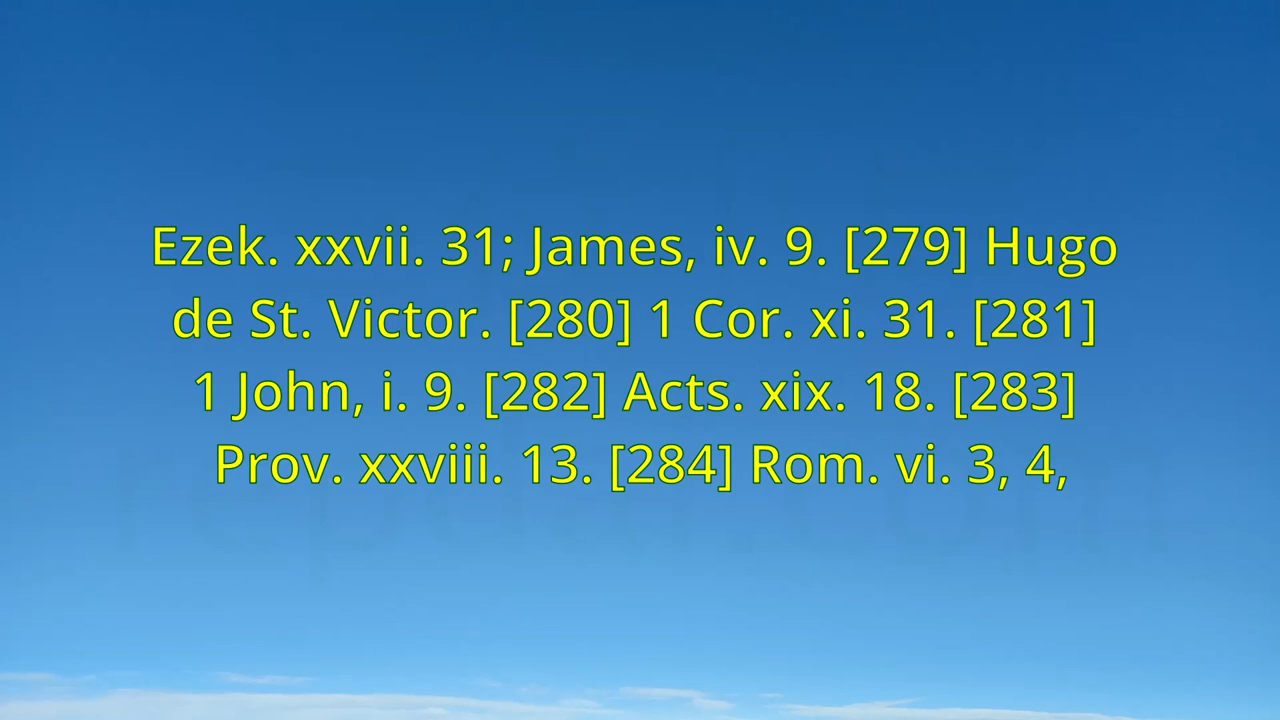 Ezek. xxvii. 31; James, iv. 9. [279] Hugo
de St. Victor. [280] 1 Cor. xi. 31. [281]
1 John, i. 9. [282] Acts. xix. 18. [283]
Prov. xxviii. 13. [284] Rom. vi. 3, 4,